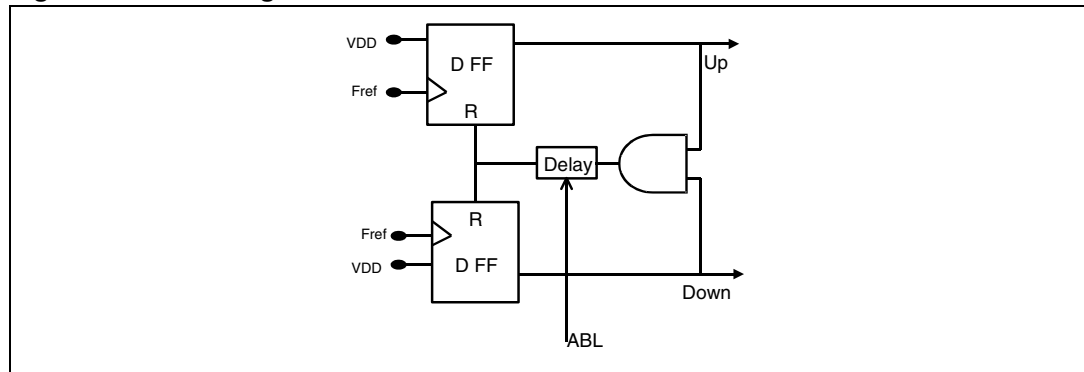 VDD
D FF
Up
Fref
R
Delay
R
Fref
D FF
VDD
Down
ABL